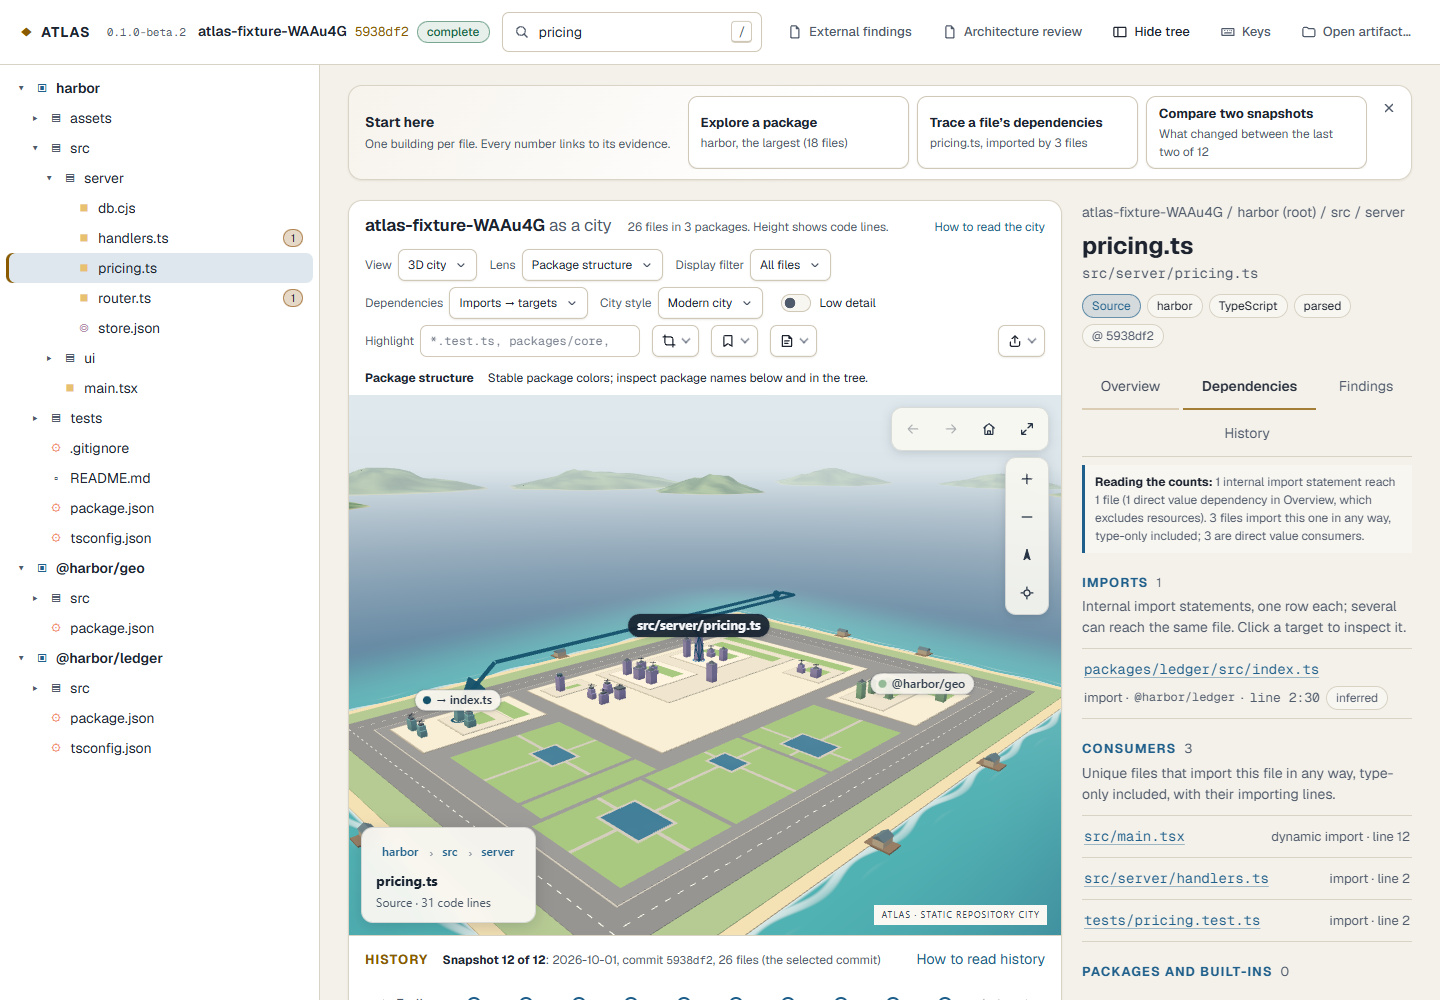 ATLAS 0.1.0-beta.2 atlas-fixture-WAAu4G 5938df2 complete pricing / External findings Architecture review Hide tree Keys Open artifact…
harbor
assets
src
server
db.cjs
handlers.ts 1
pricing.ts
router.ts 1
store.json
ui
main.tsx
tests
.gitignore
README.md
package.json
tsconfig.json
@harbor/geo
src
package.json
@harbor/ledger
src
package.json
tsconfig.json
Start here
One building per file. Every number links to its evidence.
Explore a package
harbor, the largest (18 files)
Trace a file's dependencies
pricing.ts, imported by 3 files
Compare two snapshots
What changed between the last
two of 12
atlas-fixture-WAAu4G as a city 26 files in 3 packages. Height shows code lines. How to read the city
View 3D city Lens Package structure Display filter All files
Dependencies Imports → targets City style Modern city Low detail
Highlight *.test.ts, packages/core,
Package structure Stable package colors; inspect package names below and in the tree.
src/server/pricing.ts
→ index.ts
@harbor/geo
harbor › src › server
pricing.ts
Source · 31 code lines
ATLAS · STATIC REPOSITORY CITY
HISTORY Snapshot 12 of 12: 2026-10-01, commit 5938df2, 26 files (the selected commit) How to read history
atlas-fixture-WAAu4G / harbor (root) / src / server
pricing.ts
src/server/pricing.ts
Source harbor TypeScript parsed
@ 5938df2
Overview Dependencies Findings
History
Reading the counts: 1 internal import statement reach
1 file (1 direct value dependency in Overview, which
excludes resources). 3 files import this one in any way,
type-only included; 3 are direct value consumers.
IMPORTS 1
Internal import statements, one row each; several
can reach the same file. Click a target to inspect it.
packages/ledger/src/index.ts
import · @harbor/ledger · line 2:30 inferred
CONSUMERS 3
Unique files that import this file in any way, type-
only included, with their importing lines.
src/main.tsx dynamic import · line 12
src/server/handlers.ts import · line 2
tests/pricing.test.ts import · line 2
PACKAGES AND BUILT-INS 0